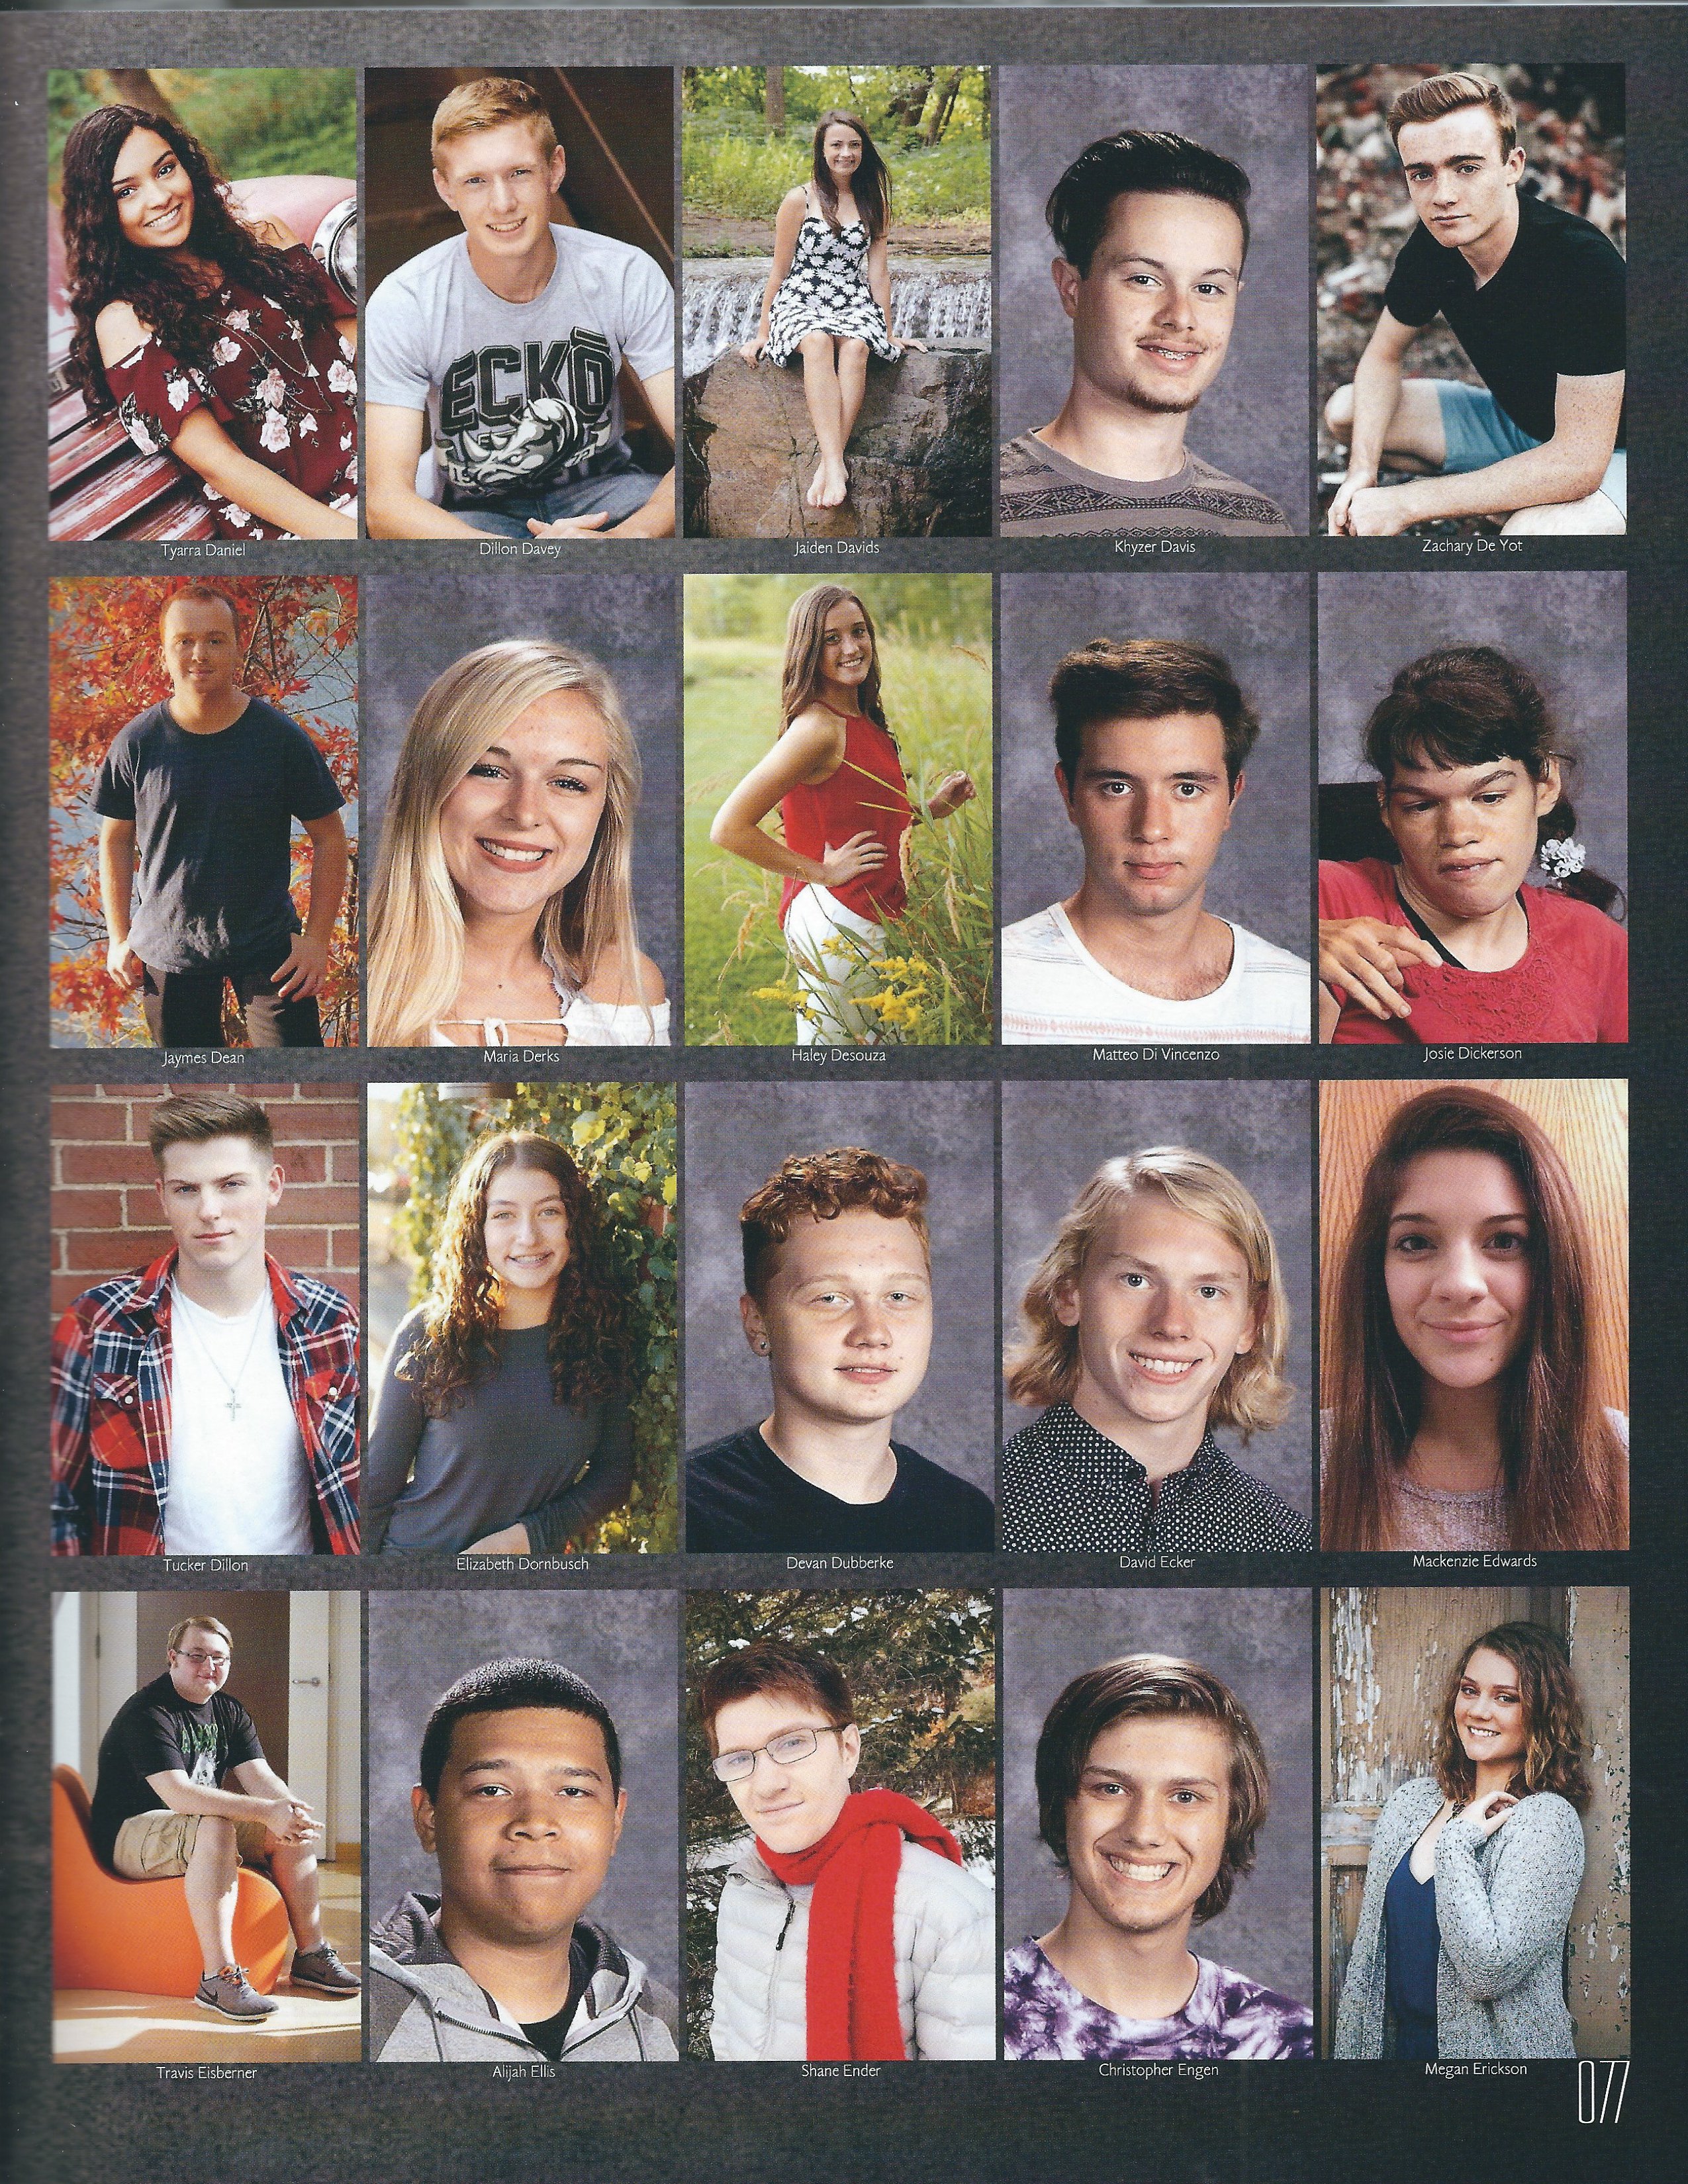 ECKŌ
Tyarra Daniel
Dillon Davey
Jaiden Davids
Khyzer Davis
Zachary De Yot
Jaymes Dean
Maria Derks
Haley Desouza
Matteo Di Vincenzo
Josie Dickerson
Tucker Dillon
Elizabeth Dornbusch
Devan Dubberke
David Ecker
Mackenzie Edwards
Travis Eisberner
Alijah Ellis
Shane Ender
Christopher Engen
Megan Erickson
077